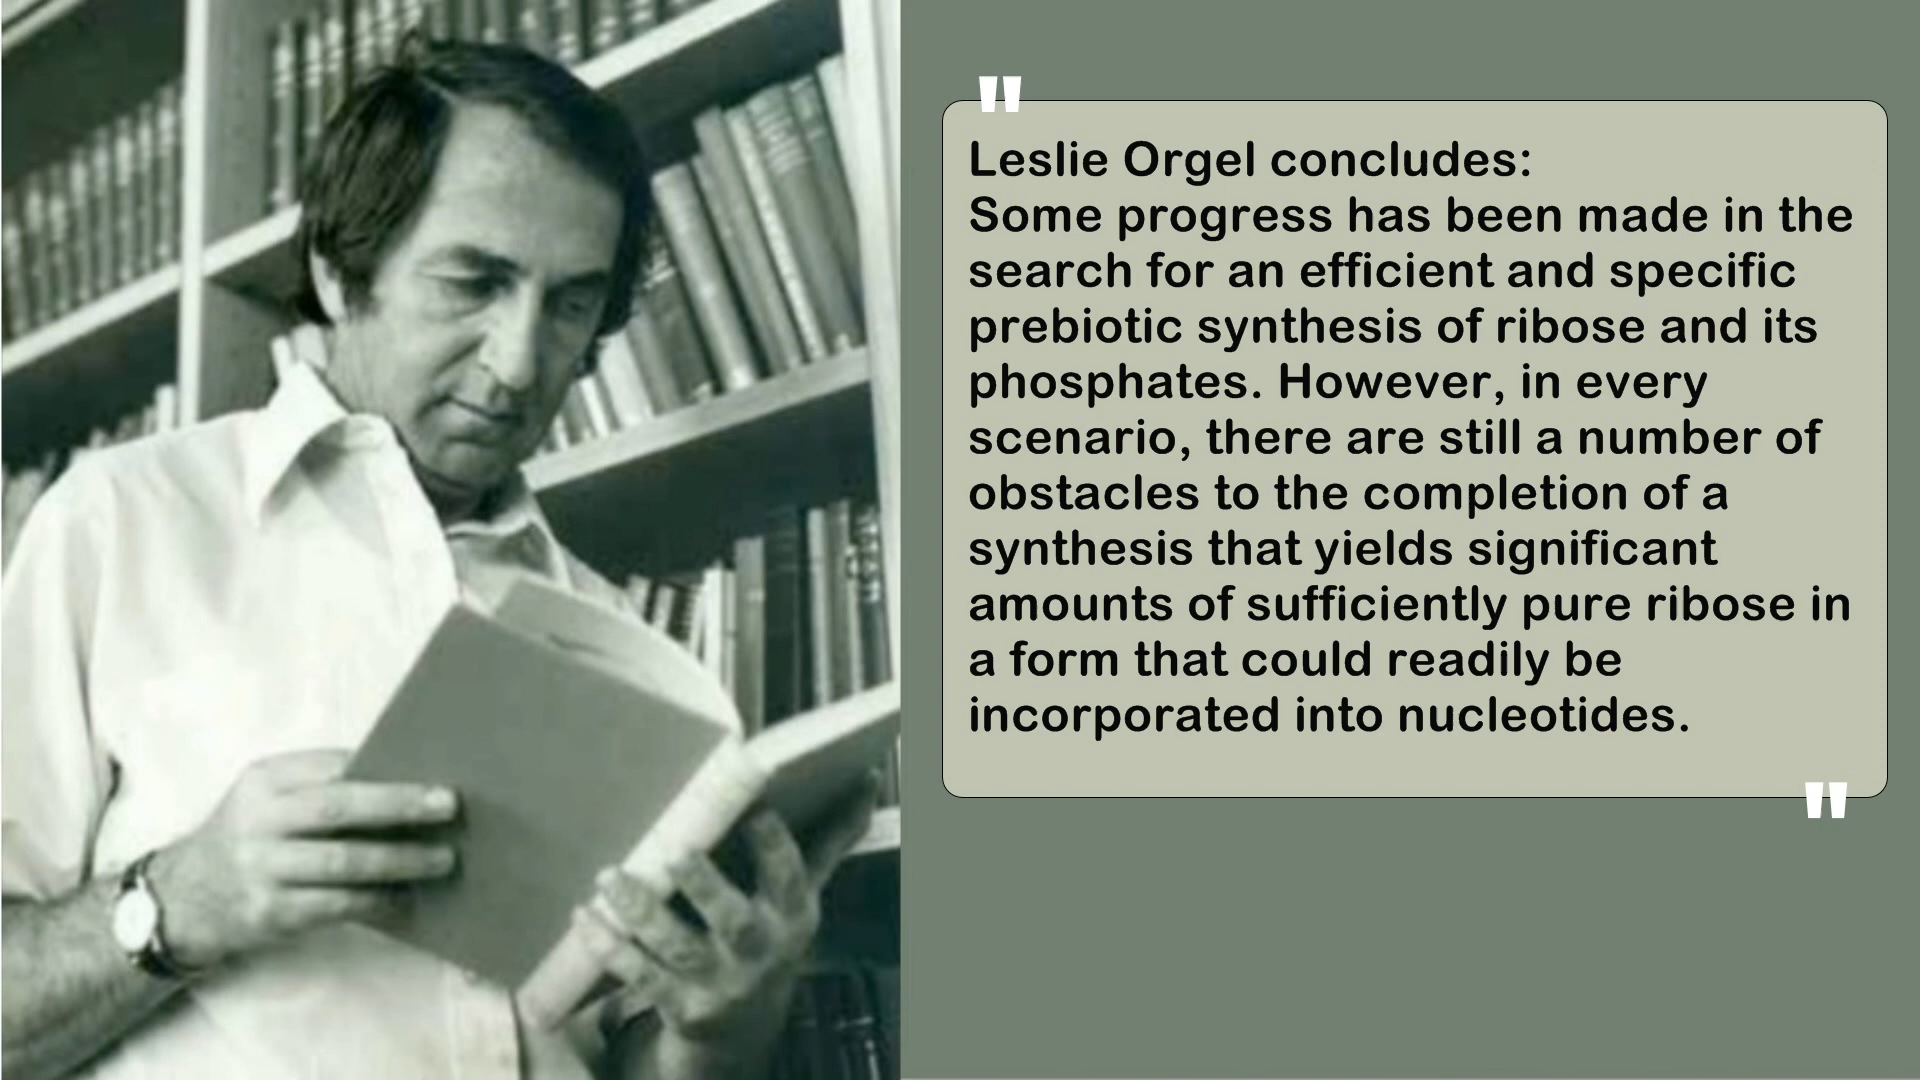 "
Leslie Orgel concludes:
Some progress has been made in the
search for an efficient and specific
prebiotic synthesis of ribose and its
phosphates. However, in every
scenario, there are still a number of
obstacles to the completion of a
synthesis that yields significant
amounts of sufficiently pure ribose in
a form that could readily be
incorporated into nucleotides.
"